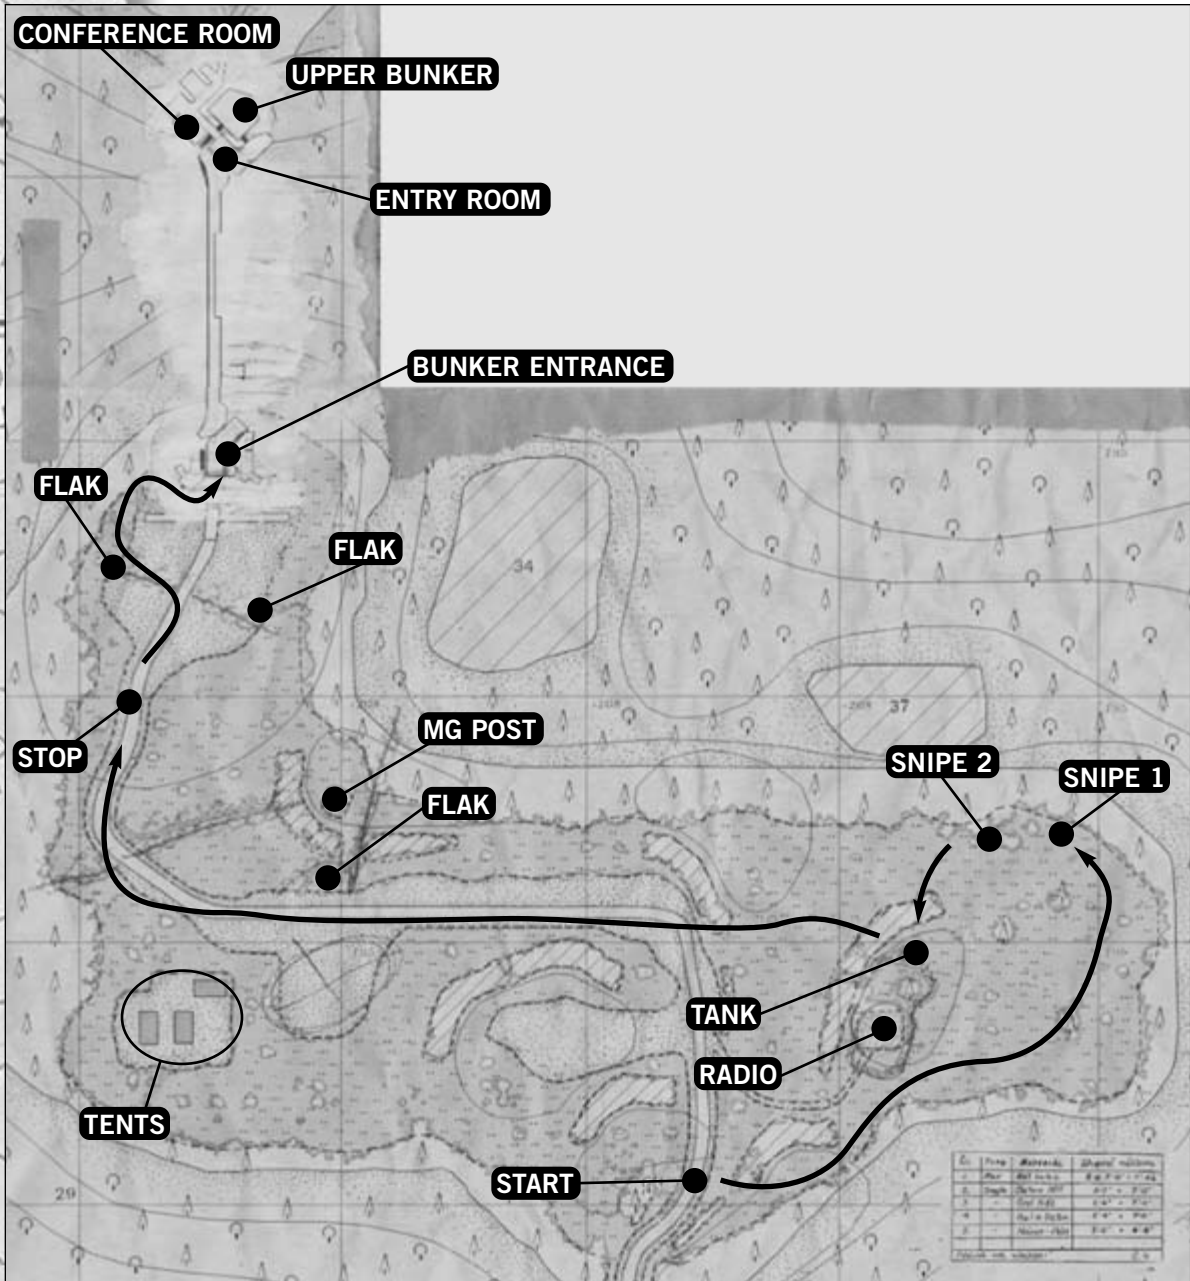 CONFERENCE ROOM
UPPER BUNKER
ENTRY ROOM
BUNKER ENTRANCE
FLAK
FLAK
34
37
STOP
MG POST
FLAK
SNIPE 2
SNIPE 1
TANK
RADIO
TENTS
START
29